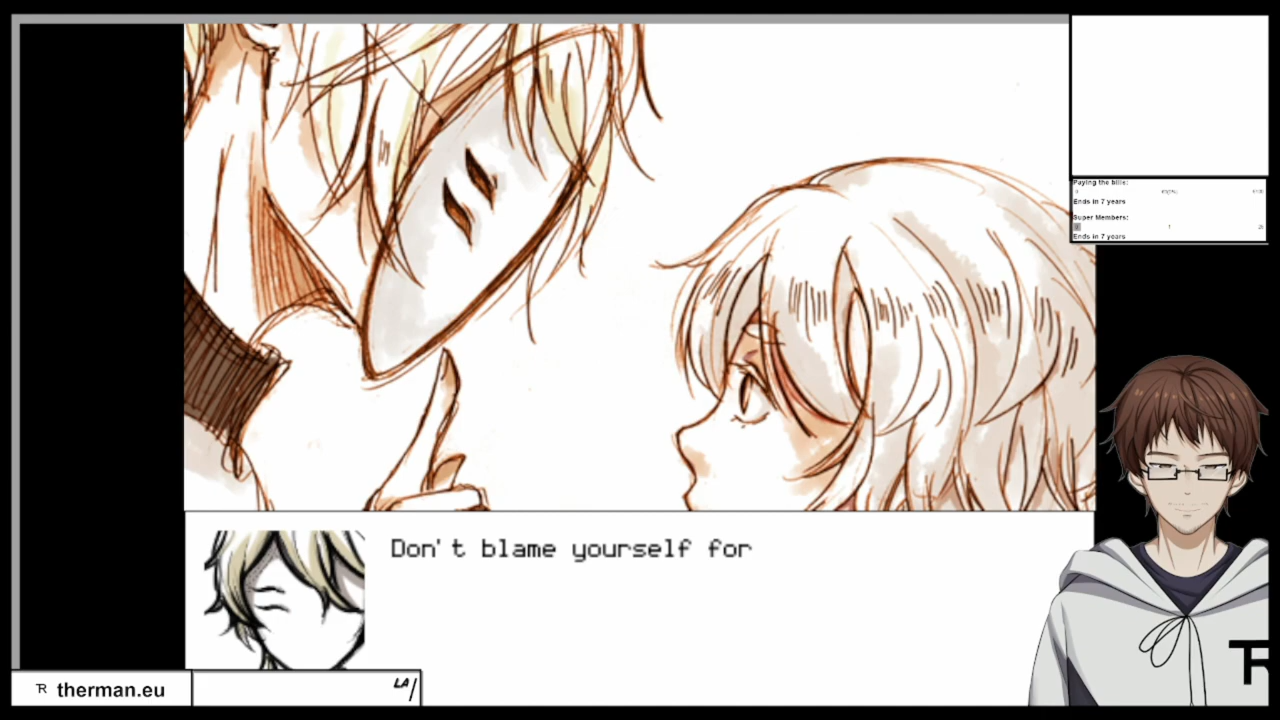 Paying the bills:
Ends in 7 years
Super Members:
Ends in 7 years
Don't blame yourself for
therman.eu